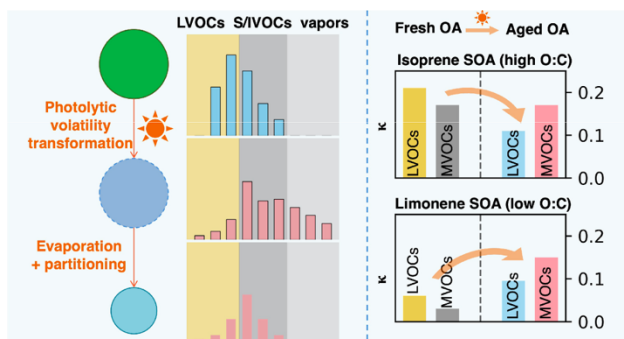 LVOCs S/IVOCs vapors
Photolytic
volatility
transformation
Evaporation
+ partitioning
Fresh OA
Aged OA
Isoprene SOA (high O:C)
κ
LVOCs
MVOCs
LVOCs
MVOCs
0.2
0.1
0.0
Limonene SOA (low O:C)
κ
LVOCs
MVOCs
LVOCs
MVOCs
0.2
0.1
0.0